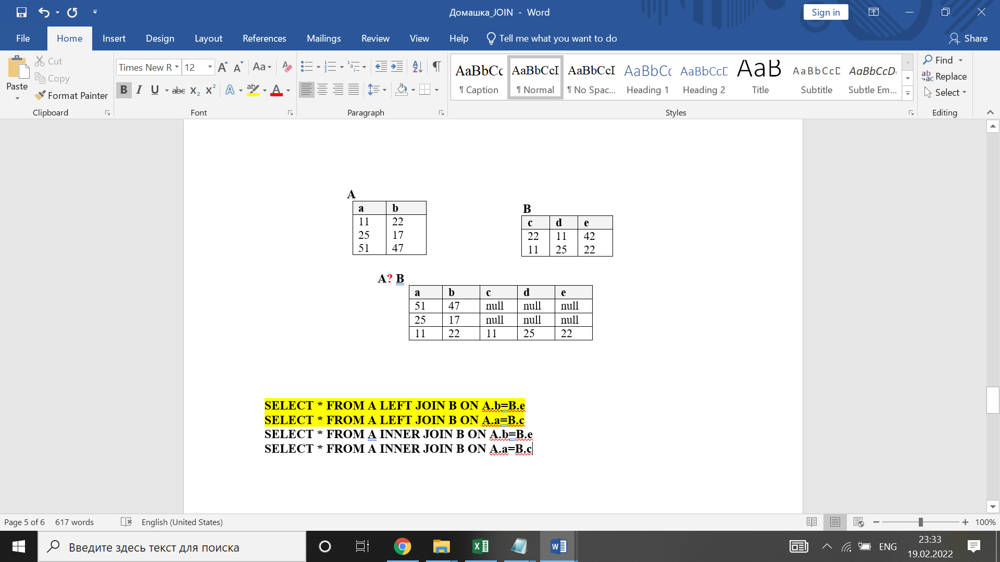 Домашка_JOIN - Word
Sign in
File Home Insert Design Layout References Mailings Review View Help Tell me what you want to do Share
Paste
Cut
Copy
Format Painter
Clipboard
Times New R 12
Font
Paragraph
AaBbCc AaBbCcI AaBbCcI AaBbCc AaBbCcD AaB AaBbCcD AaBbCcD
¶ Caption ¶ Normal ¶ No Spac... Heading 1 Heading 2 Title Subtitle Subtle Em...
Styles
Find
Replace
Select
Editing
A
a b
11 22
25 17
51 47
B
c d e
22 11 42
11 25 22
A? B
a b c d e
51 47 null null null
25 17 null null null
11 22 11 25 22
SELECT * FROM A LEFT JOIN B ON A.b=B.e
SELECT * FROM A LEFT JOIN B ON A.a=B.c
SELECT * FROM A INNER JOIN B ON A.b=B.e
SELECT * FROM A INNER JOIN B ON A.a=B.c
Page 5 of 6 617 words English (United States) 100%
Введите здесь текст для поиска
ENG
23:33
19.02.2022